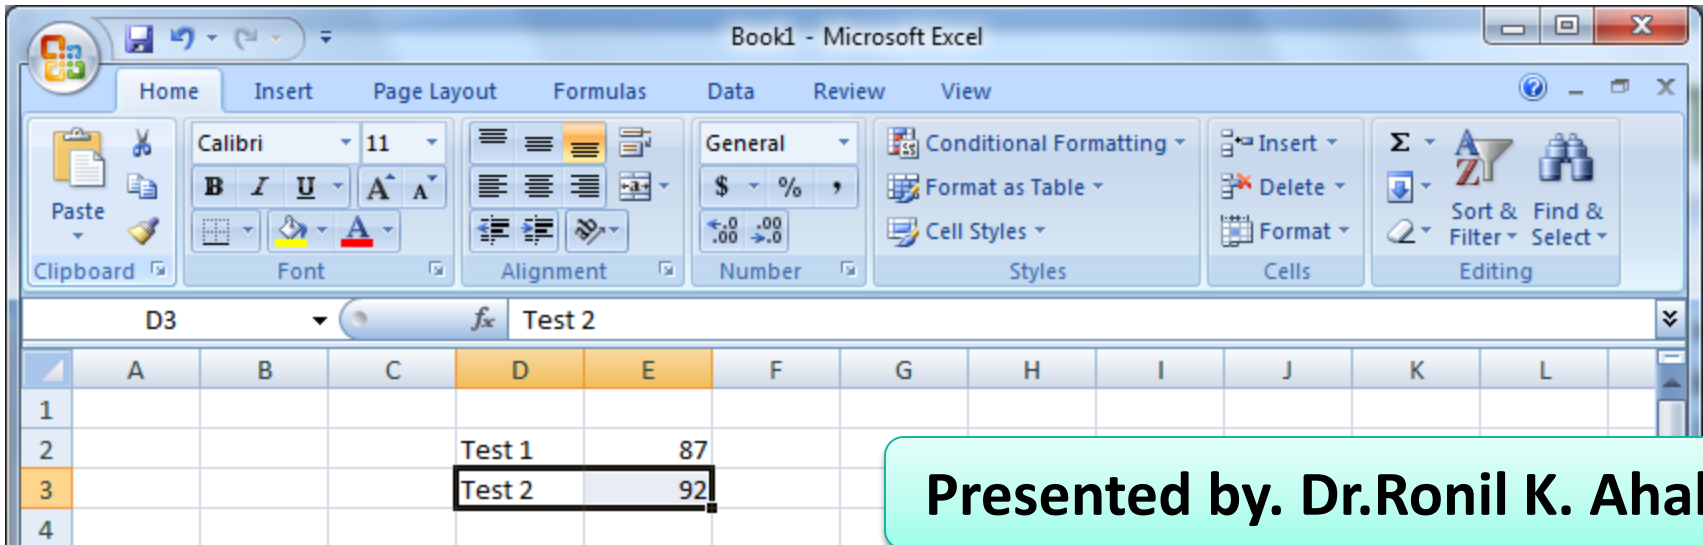 Book1 - Microsoft Excel
Home Insert Page Layout Formulas Data Review View
Calibri 11 General Conditional Formatting Insert Σ
B I U A A $ % , Format as Table Delete
Paste A Cell Styles Format Sort & Filter Find & Select
Clipboard Font Alignment Number Styles Cells Editing
D3 fx Test 2
A B C D E F G H I J K L
1
2 Test 1 87
3 Test 2 92
Presented by. Dr.Ronil K.
4